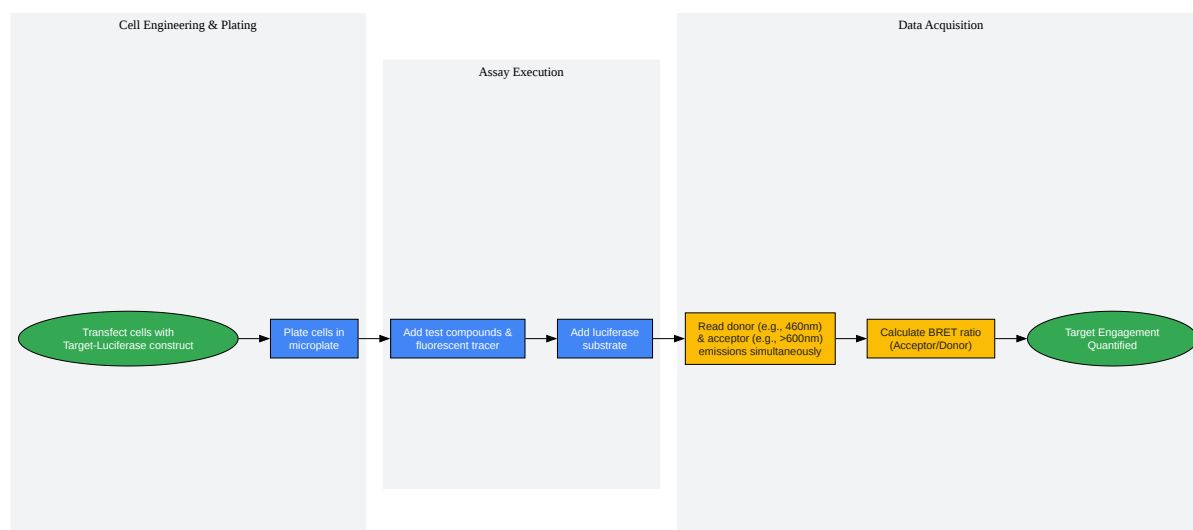 Cell Engineering & Plating
Transfect cells with
Target-Luciferase construct
Plate cells in
microplate
Assay Execution
Add test compounds &
fluorescent tracer
Add luciferase
substrate
Data Acquisition
Read donor (e.g., 460nm)
& acceptor (e.g., >600nm)
emissions simultaneously
Calculate BRET ratio
(Acceptor/Donor)
Target Engagement
Quantified